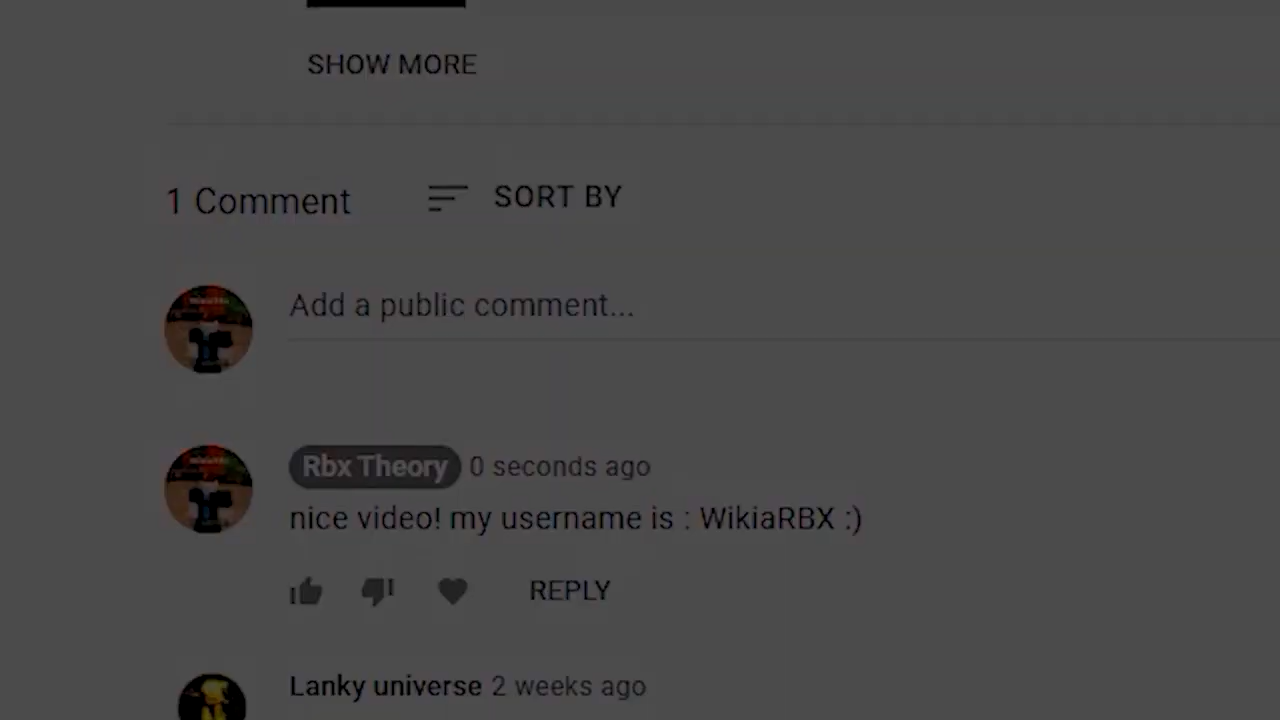 SHOW MORE
1 Comment
SORT BY
Add a public comment...
Rbx Theory 0 seconds ago
nice video! my username is : WikiaRBX :)
REPLY
Lanky universe 2 weeks ago